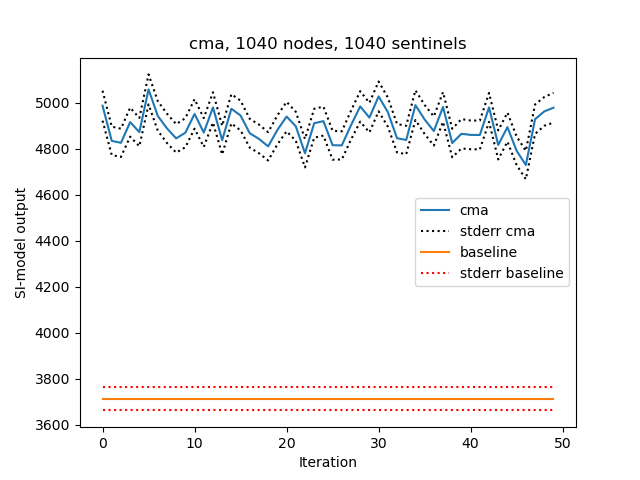 cma, 1040 nodes, 1040 sentinels
SI-model output
5000
4800
4600
4400
4200
4000
3800
3600
cma
stderr cma
baseline
stderr baseline
0 10 20 30 40 50
Iteration